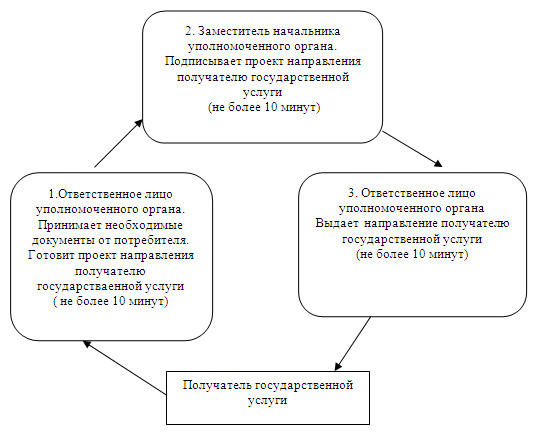 2. Заместитель начальника
уполномоченного органа.
Подписывает проект направления
получателю государственной
услуги
(не более 10 минут)
1.Ответственное лицо
уполномоченного органа.
Принимает необходимые
документы от потребителя.
Готовит проект направления
получателю
государстваенной услуги
( не более 10 минут)
3. Ответственное лицо
уполномоченного органа
Выдает направление получателю
государственной услуги
(не более 10 минут)
Получатель государственной
услуги